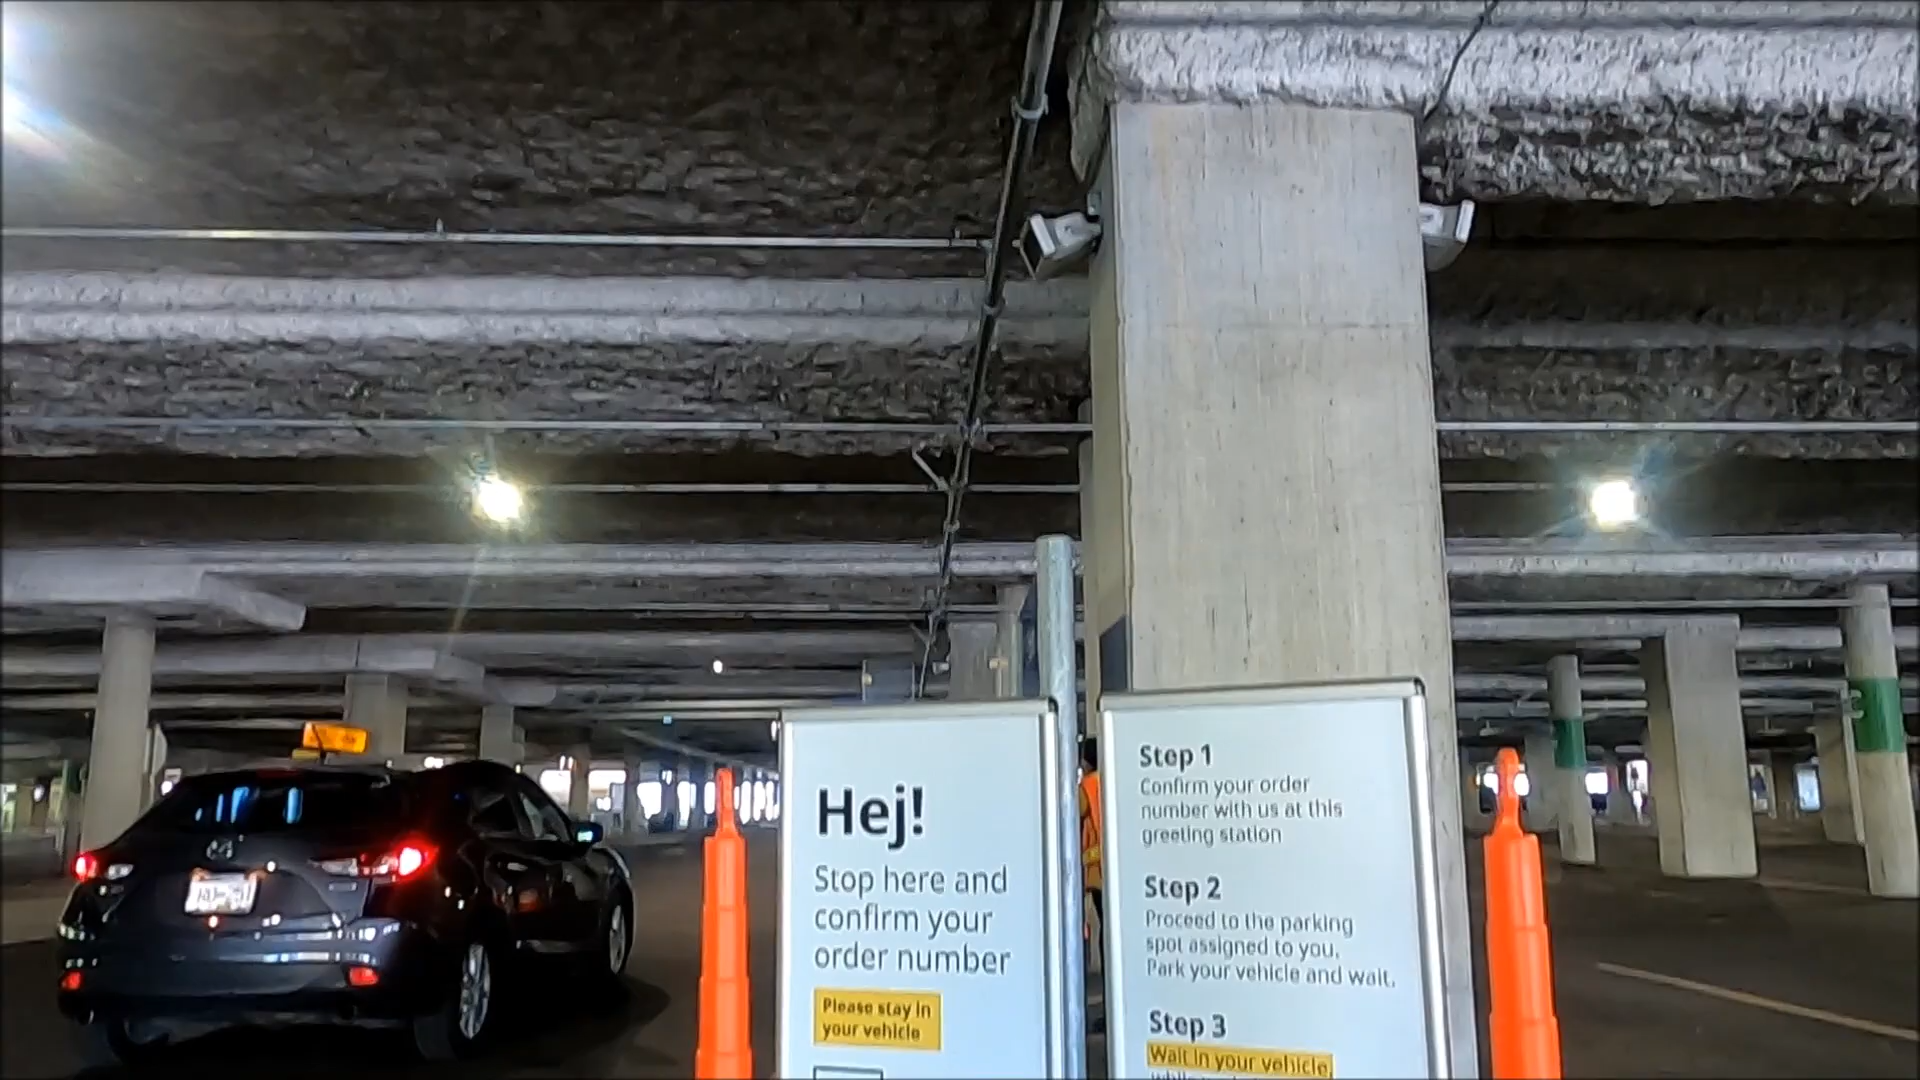 Hej!
Stop here and
confirm your
order number
Please stay in
your vehicle
Step 1
Confirm your order
number with us at this
greeting station
Step 2
Proceed to the parking
spot assigned to you.
Park your vehicle and wait.
Step 3
Wait in your vehicle